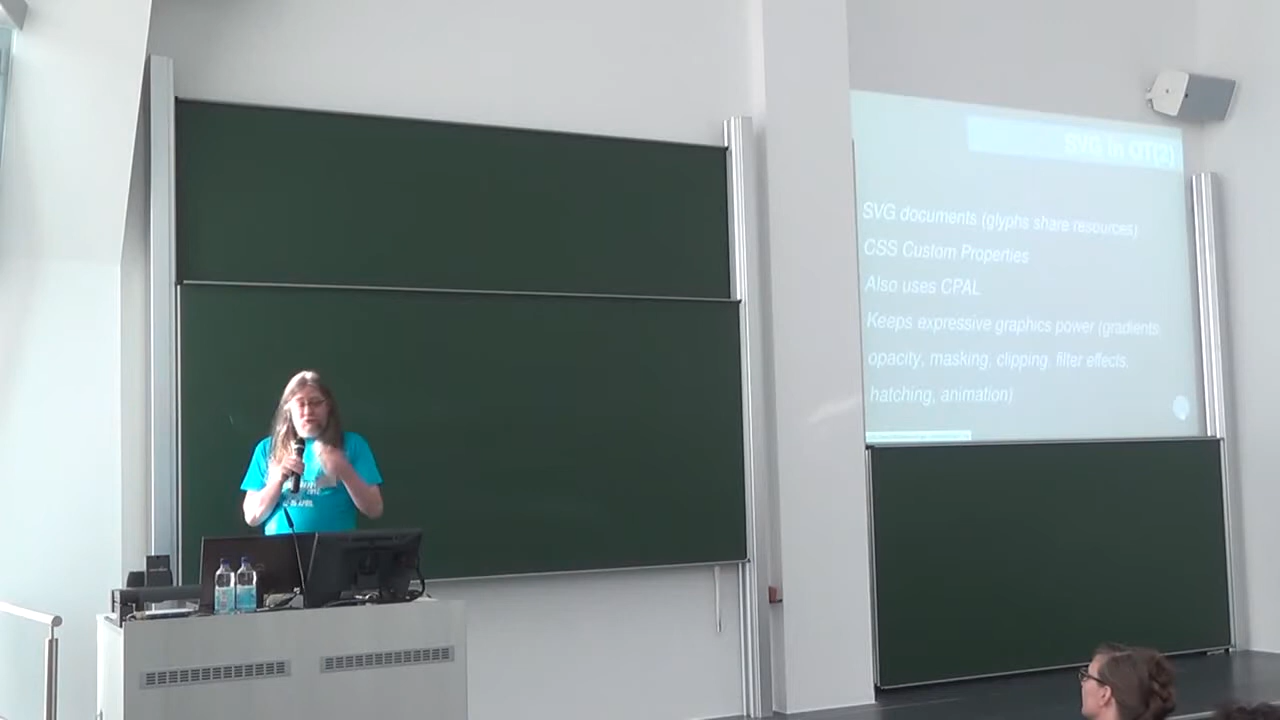 SVG in OT(2)
SVG documents (glyphs share resources)
CSS Custom Properties
Also uses CPAL
Keeps expressive graphics power (gradients
opacity, masking, clipping, filter effects,
hatching, animation)
APRIL